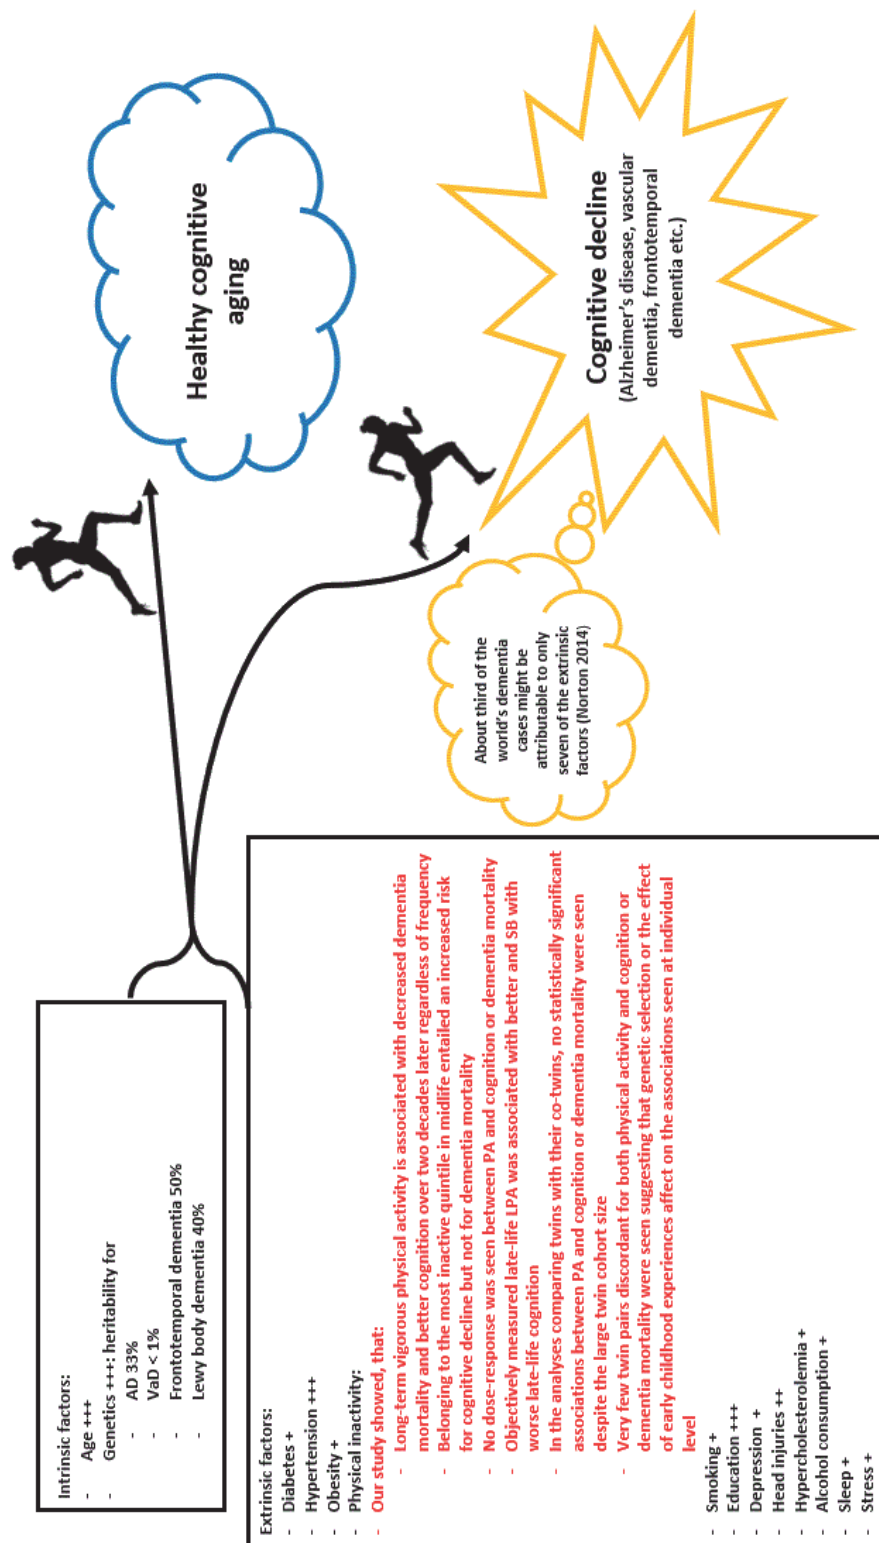 Intrinsic factors:
- Age +++
- Genetics +++: heritability for
- AD 33%
- VaD < 1%
- Frontotemporal dementia 50%
- Lewy body dementia 40%
Extrinsic factors:
- Diabetes +
- Hypertension +++
- Obesity +
- Physical inactivity:
- Our study showed, that:
- Long-term vigorous physical activity is associated with decreased dementia
mortality and better cognition over two decades later regardless of frequency
- Belonging to the most inactive quintile in midlife entailed an increased risk
for cognitive decline but not for dementia mortality
- No dose-response was seen between PA and cognition or dementia mortality
- Objectively measured late-life LPA was associated with better and SB with
worse late-life cognition
- In the analyses comparing twins with their co-twins, no statistically significant
associations between PA and cognition or dementia mortality were seen
despite the large twin cohort size
- Very few twin pairs discordant for both physical activity and cognition or
dementia mortality were seen suggesting that genetic selection or the effect
of early childhood experiences affect on the associations seen at individual
level
- Smoking +
- Education +++
- Depression +
- Head injuries ++
- Hypercholesterolemia +
- Alcohol consumption +
- Sleep +
- Stress +
Healthy cognitive
aging
About third of the
world's dementia
cases might be
attributable to only
seven of the extrinsic
factors (Norton 2014)
Cognitive decline
(Alzheimer's disease, vascular
dementia, frontotemporal
dementia etc.)